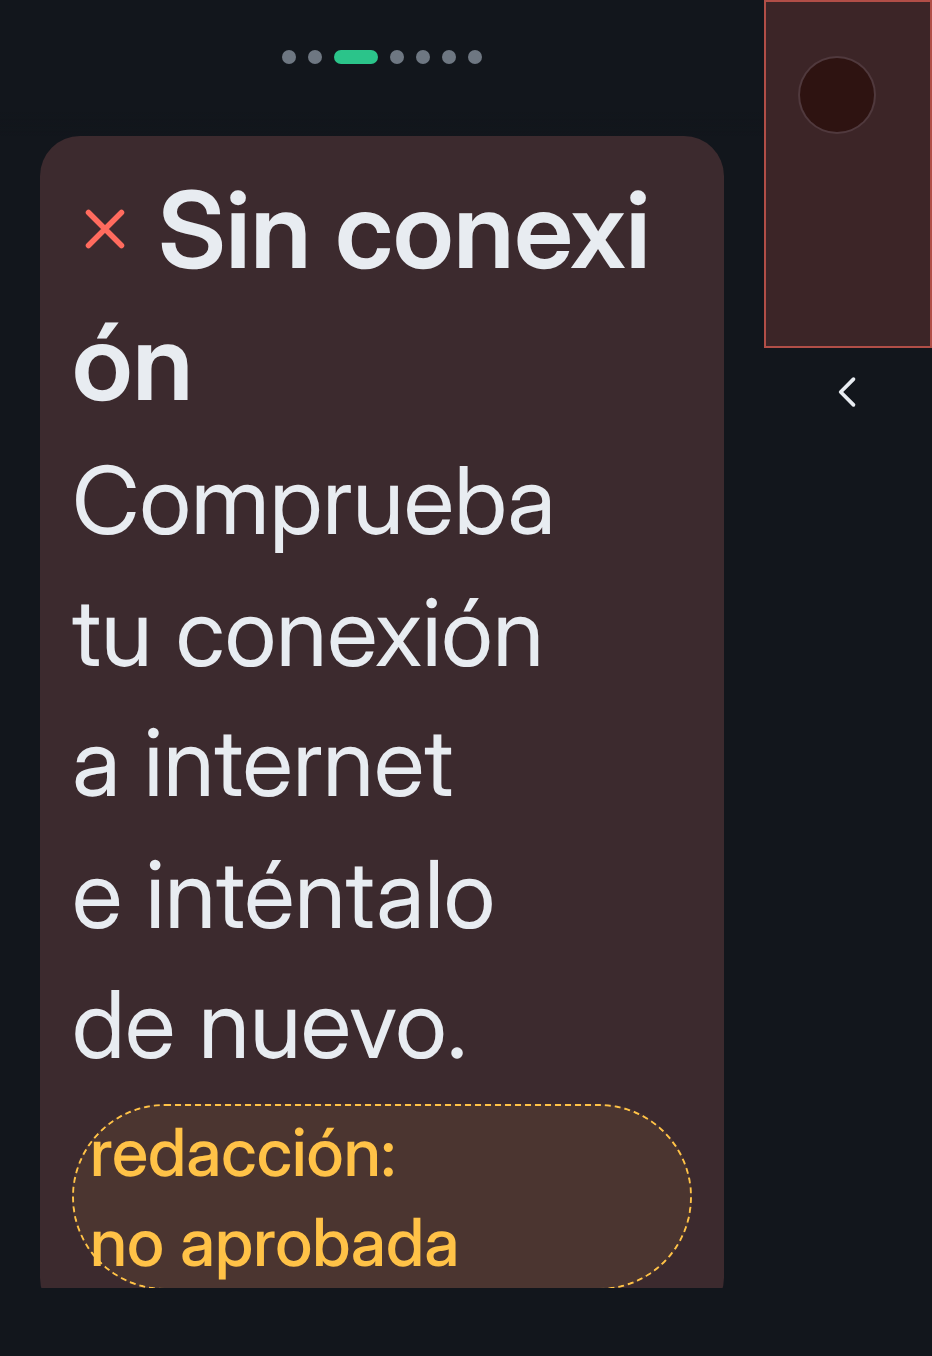 Sin conexi
ón
Comprueba
tu conexión
a internet
e inténtalo
de nuevo.
redacción:
no aprobada